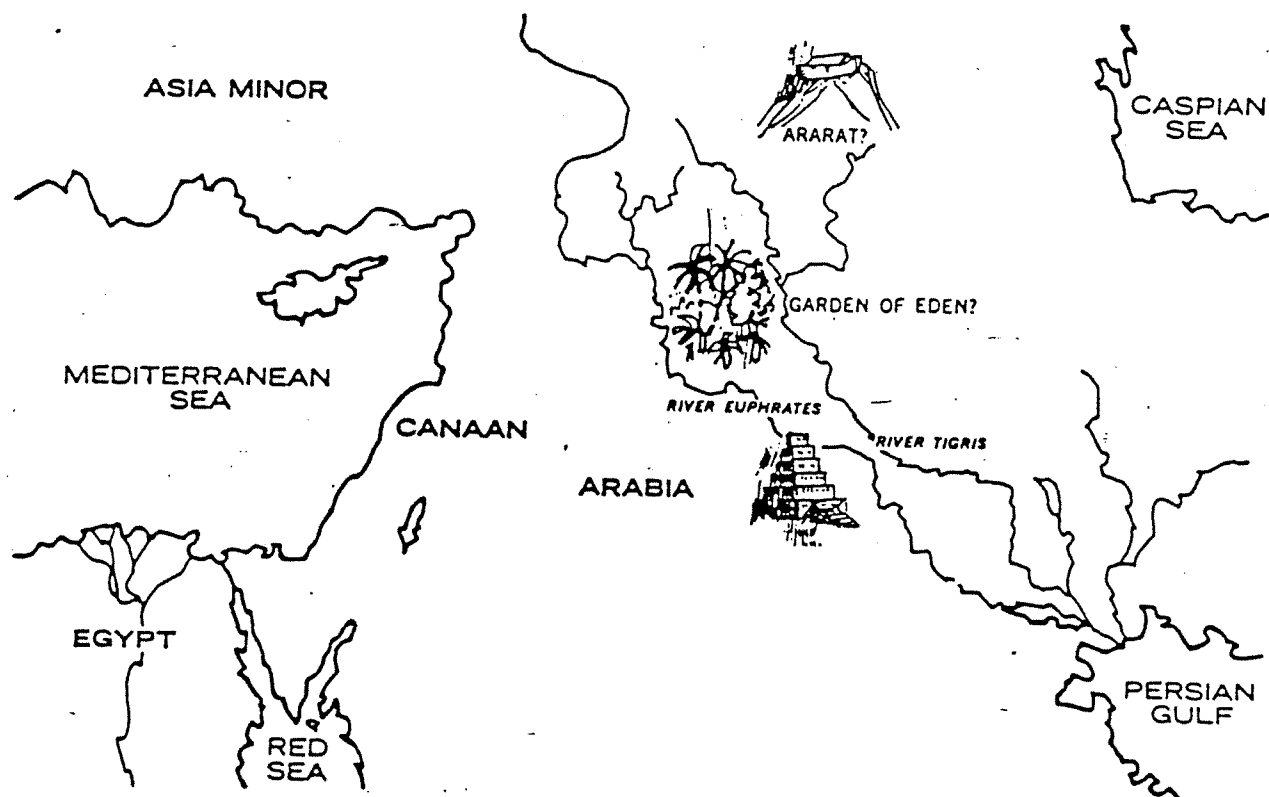 ASIA MINOR
ARARAT?
CASPIAN
SEA
GARDEN OF EDEN?
MEDITERRANEAN
SEA
RIVER EUPHRATES
CANAAN
RIVER TIGRIS
ARABIA
EGYPT
PERSIAN
GULF
RED
SEA